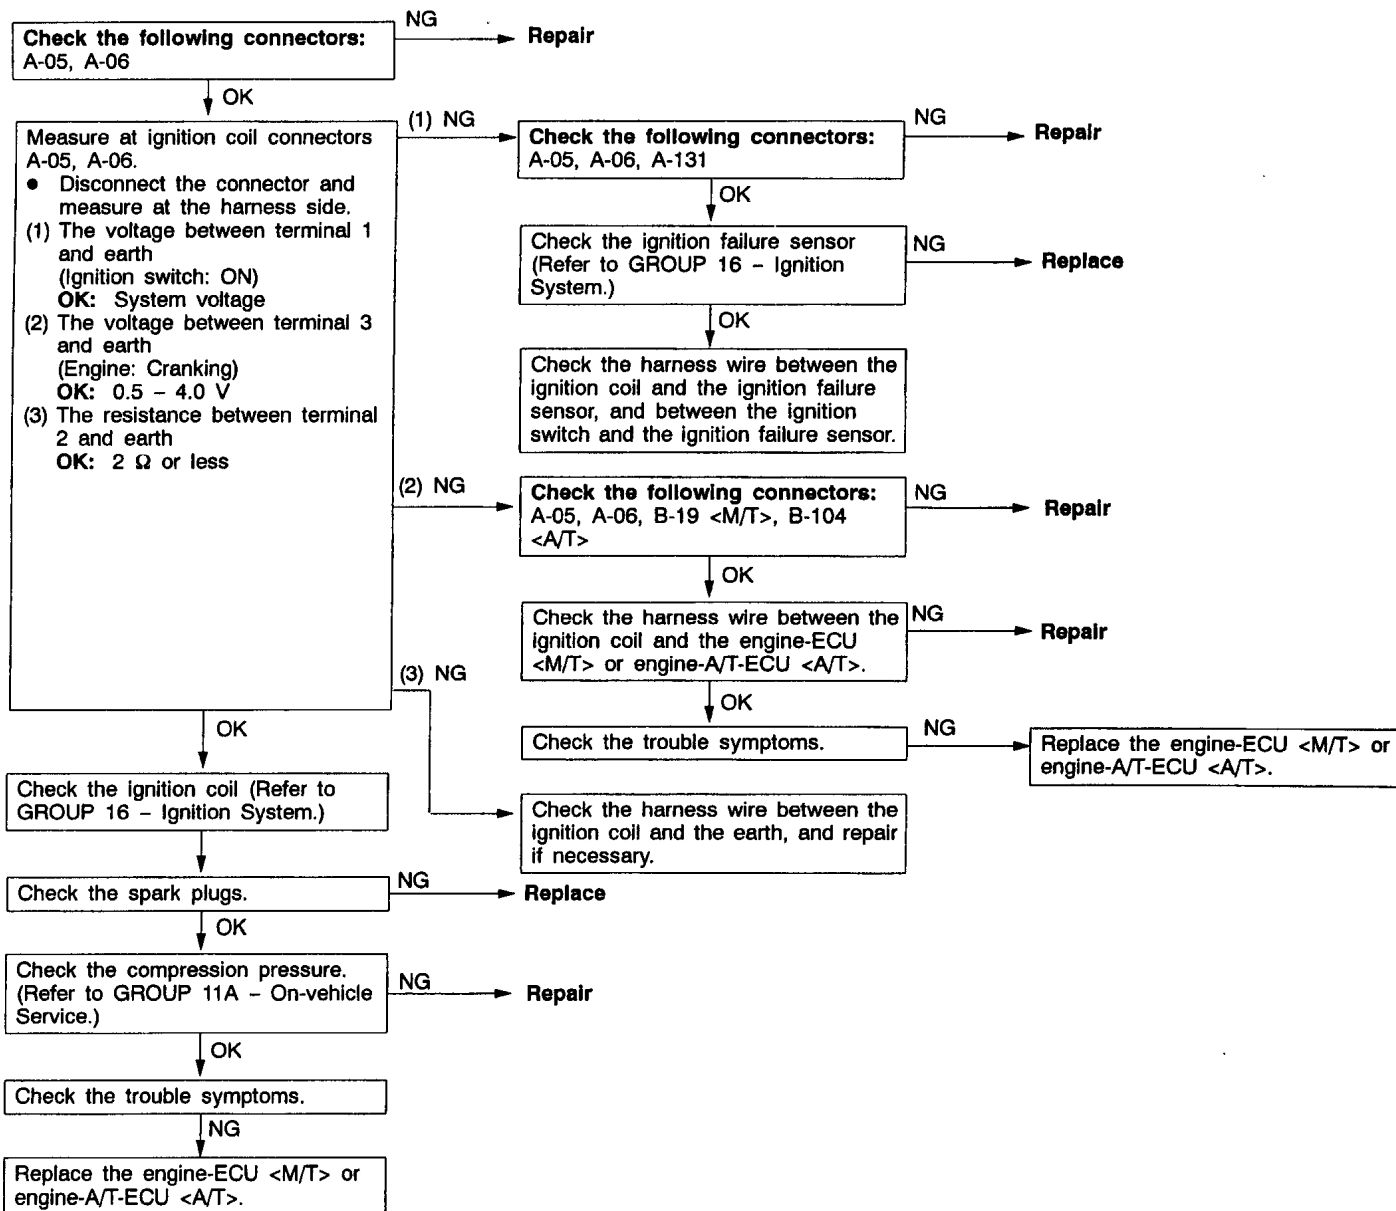 Check the following connectors:
A-05, A-06
NG
Repair
OK
Measure at ignition coil connectors
A-05, A-06.
● Disconnect the connector and
measure at the harness side.
(1) The voltage between terminal 1
and earth
(Ignition switch: ON)
OK: System voltage
(2) The voltage between terminal 3
and earth
(Engine: Cranking)
OK: 0.5 – 4.0 V
(3) The resistance between terminal
2 and earth
OK: 2 Ω or less
(1) NG
Check the following connectors:
A-05, A-06, A-131
NG
Repair
OK
Check the ignition failure sensor
(Refer to GROUP 16 – Ignition
System.)
NG
Replace
OK
Check the harness wire between the
ignition coil and the ignition failure
sensor, and between the ignition
switch and the ignition failure sensor.
(2) NG
Check the following connectors:
A-05, A-06, B-19 <M/T>, B-104
<A/T>
NG
Repair
OK
Check the harness wire between the
ignition coil and the engine-ECU
<M/T> or engine-A/T-ECU <A/T>.
NG
Repair
OK
Check the trouble symptoms.
NG
Replace the engine-ECU <M/T> or
engine-A/T-ECU <A/T>.
(3) NG
Check the harness wire between the
ignition coil and the earth, and repair
if necessary.
OK
Check the ignition coil (Refer to
GROUP 16 – Ignition System.)
Check the spark plugs.
NG
Replace
OK
Check the compression pressure.
(Refer to GROUP 11A – On-vehicle
Service.)
NG
Repair
OK
Check the trouble symptoms.
NG
Replace the engine-ECU <M/T> or
engine-A/T-ECU <A/T>.